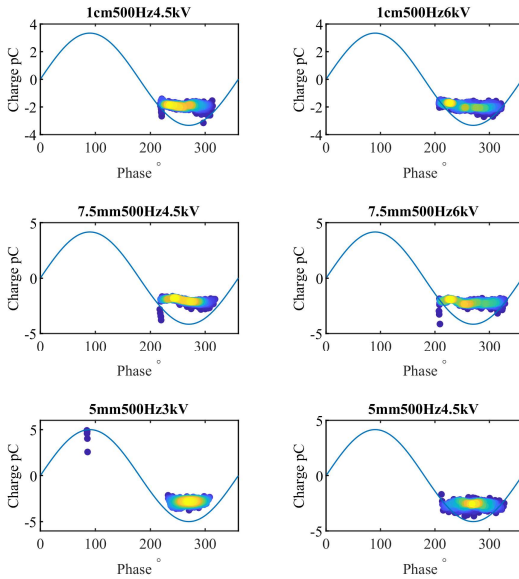 1cm500Hz4.5kV
Charge pC
4
2
0
-2
-4
0 100 200 300
Phase °
1cm500Hz6kV
Charge pC
4
2
0
-2
-4
0 100 200 300
Phase °
7.5mm500Hz4.5kV
Charge pC
5
0
-5
0 100 200 300
Phase °
7.5mm500Hz6kV
Charge pC
5
0
-5
0 100 200 300
Phase °
5mm500Hz3kV
Charge pC
5
0
-5
0 100 200 300
Phase °
5mm500Hz4.5kV
Charge pC
5
0
-5
0 100 200 300
Phase °